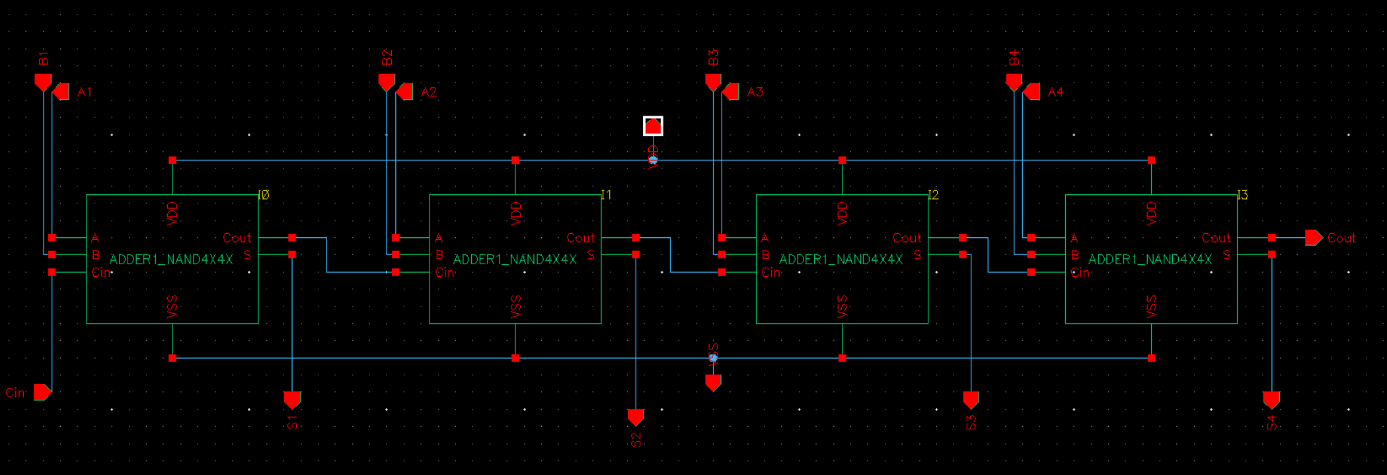 B1
A1
B2
A2
B3
A3
B4
A4
VDD
I0
I1
I2
I3
VDD
VDD
VDD
VDD
A
B
Cin
Cout
S
ADDER1_NAND4X4X
VSS
A
B
Cin
Cout
S
ADDER1_NAND4X4X
VSS
A
B
Cin
Cout
S
ADDER1_NAND4X4X
VSS
A
B
Cin
Cout
S
ADDER1_NAND4X4X
VSS
Cout
VSS
Cin
S1
S2
S3
S4